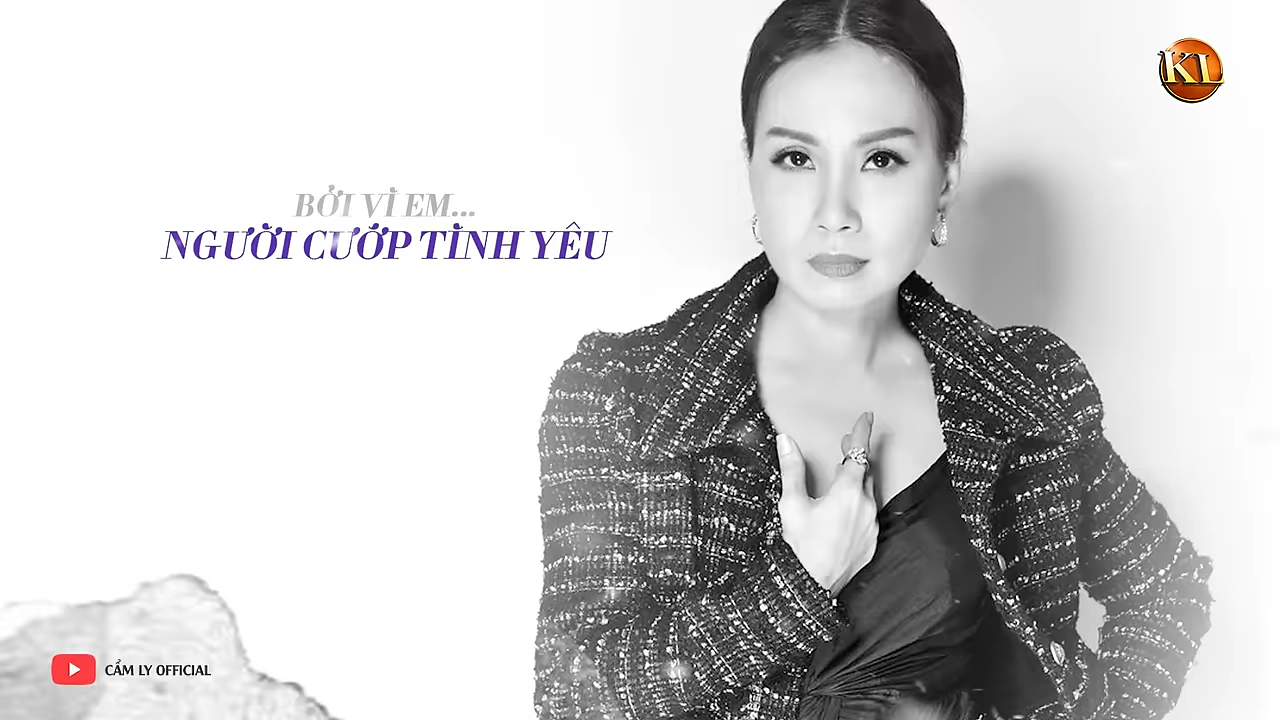 KL
BỞI VÌ EM...
NGƯỜI CƯỚP TÌNH YÊU
CẨM LY OFFICIAL